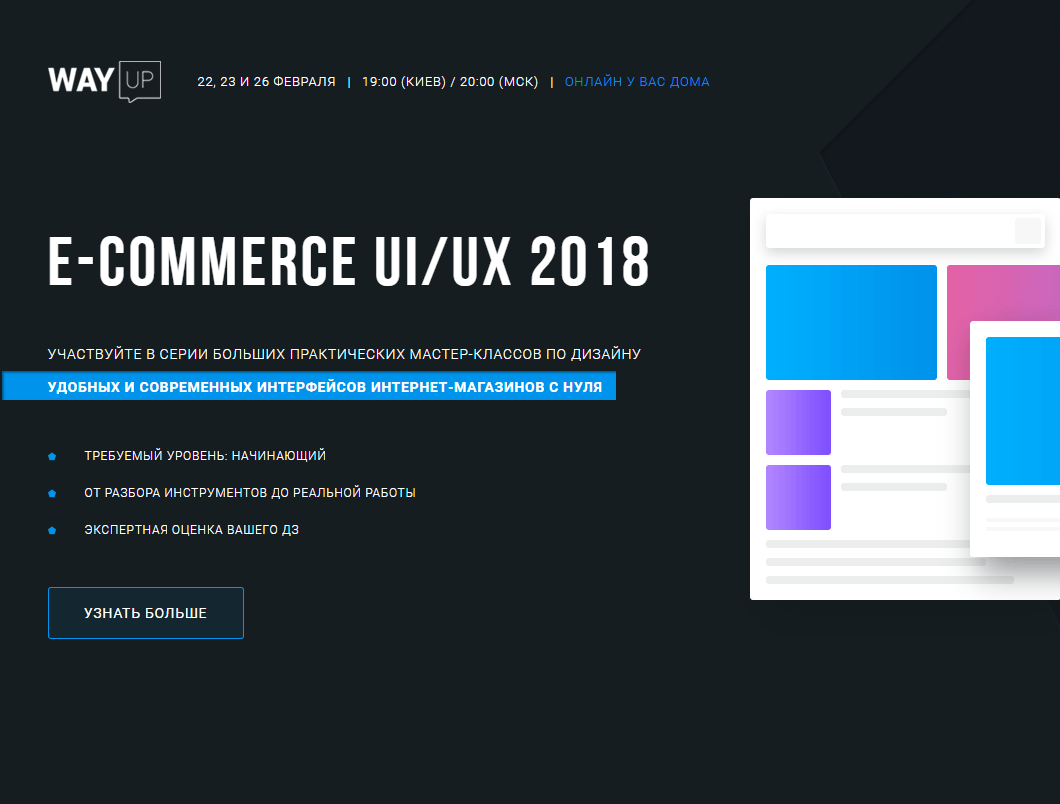 WAY UP
22, 23 И 26 ФЕВРАЛЯ | 19:00 (КИЕВ) / 20:00 (МСК) | ОНЛАЙН У ВАС ДОМА
E-COMMERCE UI/UX 2018
УЧАСТВУЙТЕ В СЕРИИ БОЛЬШИХ ПРАКТИЧЕСКИХ МАСТЕР-КЛАССОВ ПО ДИЗАЙНУ
УДОБНЫХ И СОВРЕМЕННЫХ ИНТЕРФЕЙСОВ ИНТЕРНЕТ-МАГАЗИНОВ С НУЛЯ
ТРЕБУЕМЫЙ УРОВЕНЬ: НАЧИНАЮЩИЙ
ОТ РАЗБОРА ИНСТРУМЕНТОВ ДО РЕАЛЬНОЙ РАБОТЫ
ЭКСПЕРТНАЯ ОЦЕНКА ВАШЕГО ДЗ
УЗНАТЬ БОЛЬШЕ